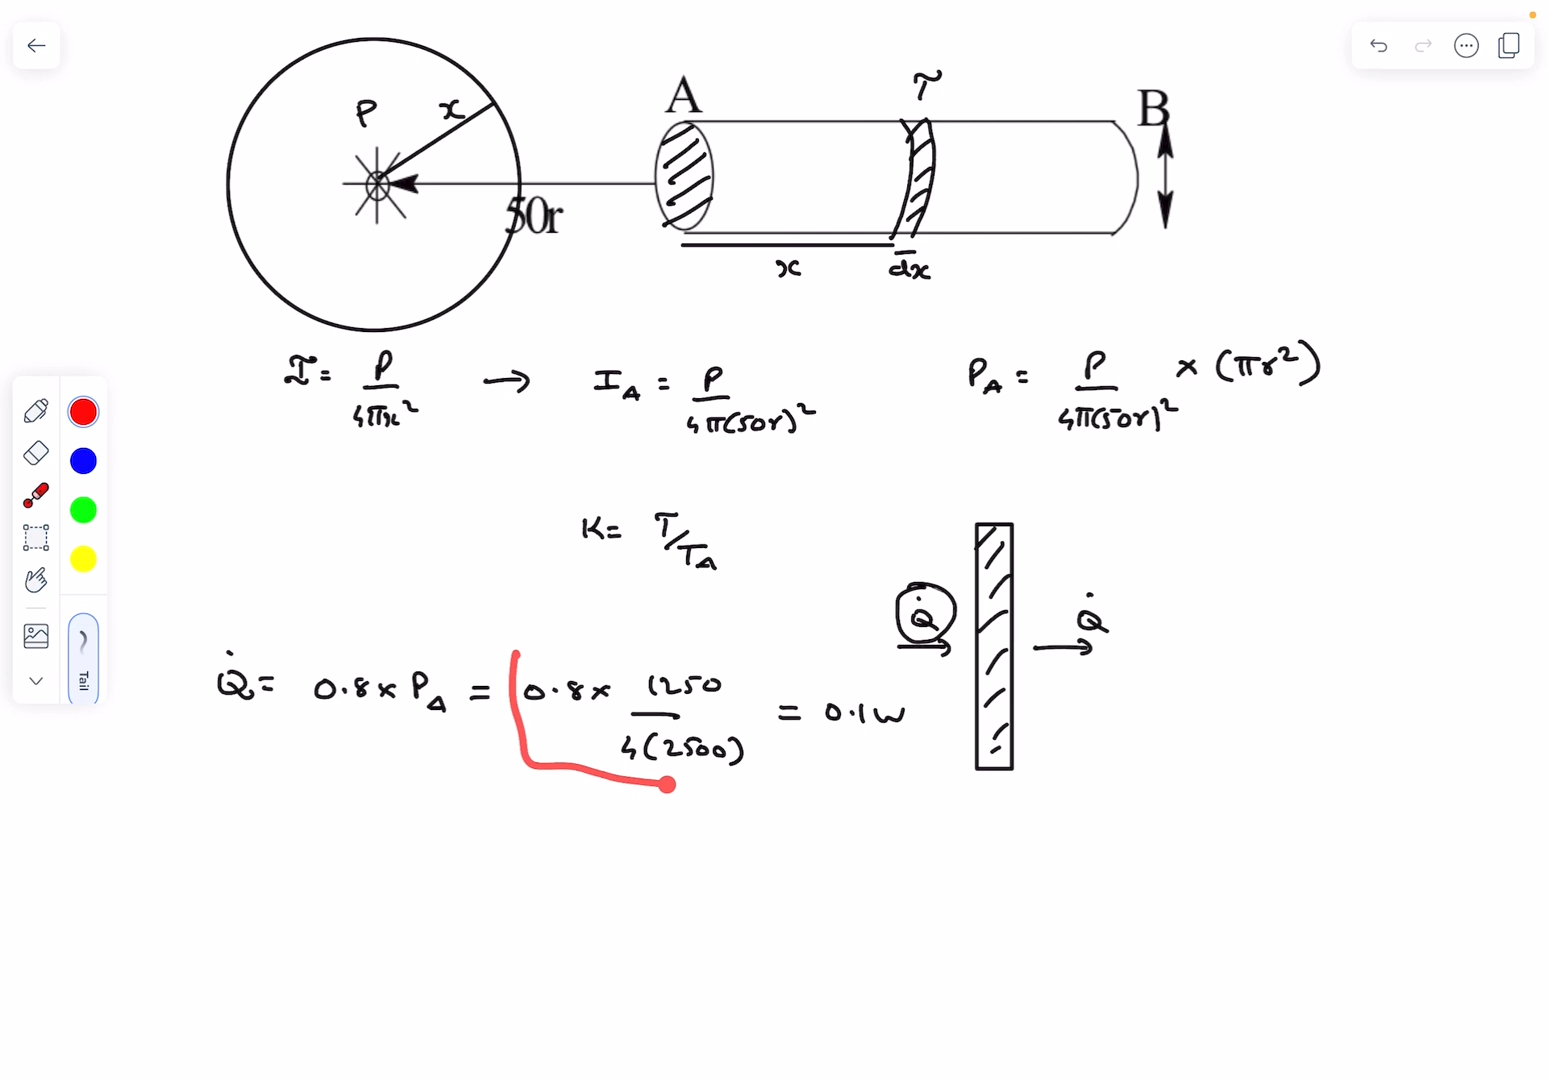 P x
A T B
50r
x dx
I = P/4πx² → I_A = P/4π(50r)² P_A = P/4π(50r)² × (πr²)
K = T/T_A
Q̇ Q̇
Q̇ = 0.8 × P_A = 0.8 × 1250/4(2500) = 0.1 W
Tail